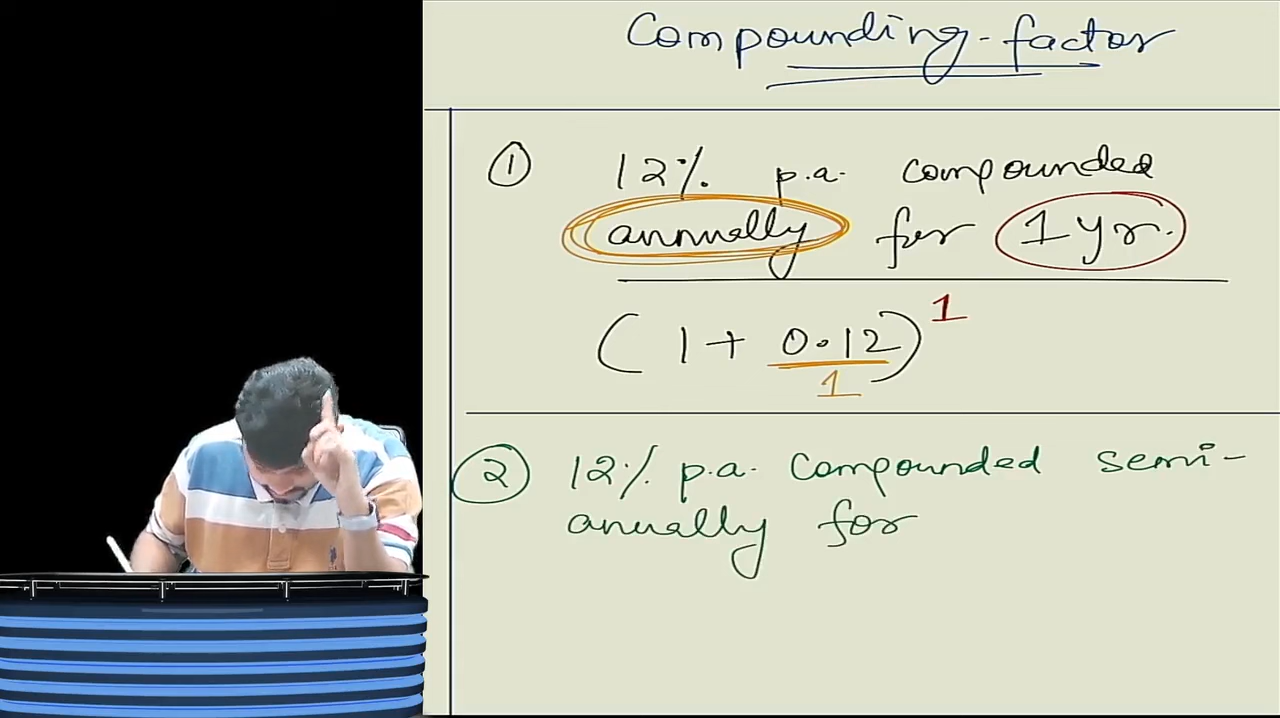 Compounding-factor
① 12% p.a. compounded
annually for 1 yr.
(1 + 0.12)^1
1
② 12% p.a. compounded semi-
anually for